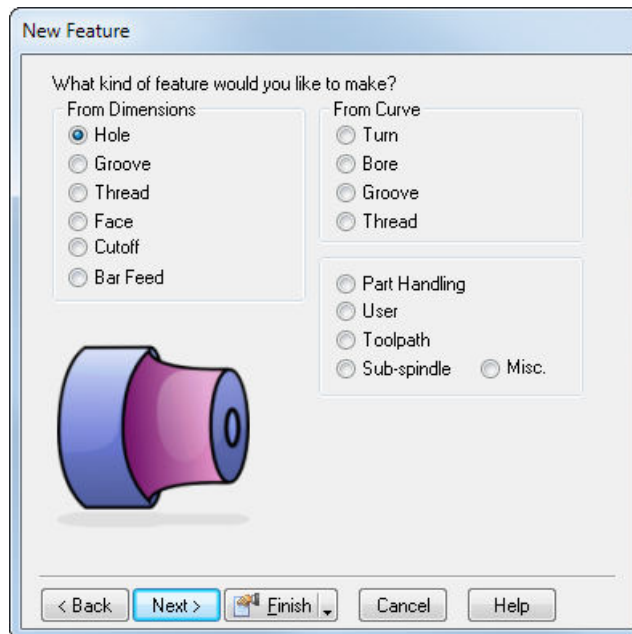 New Feature
What kind of feature would you like to make?
From Dimensions
Hole
Groove
Thread
Face
Cutoff
Bar Feed
From Curve
Turn
Bore
Groove
Thread
Part Handling
User
Toolpath
Sub-spindle Misc.
< Back Next > Finish Cancel Help